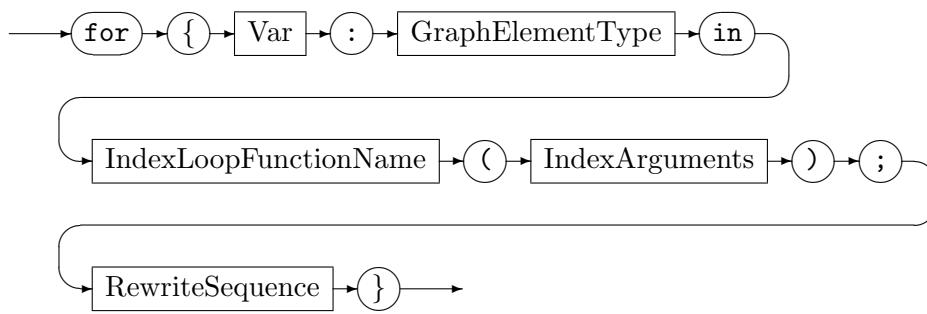 for { Var : GraphElementType in
IndexLoopFunctionName ( IndexArguments ) ;
RewriteSequence }